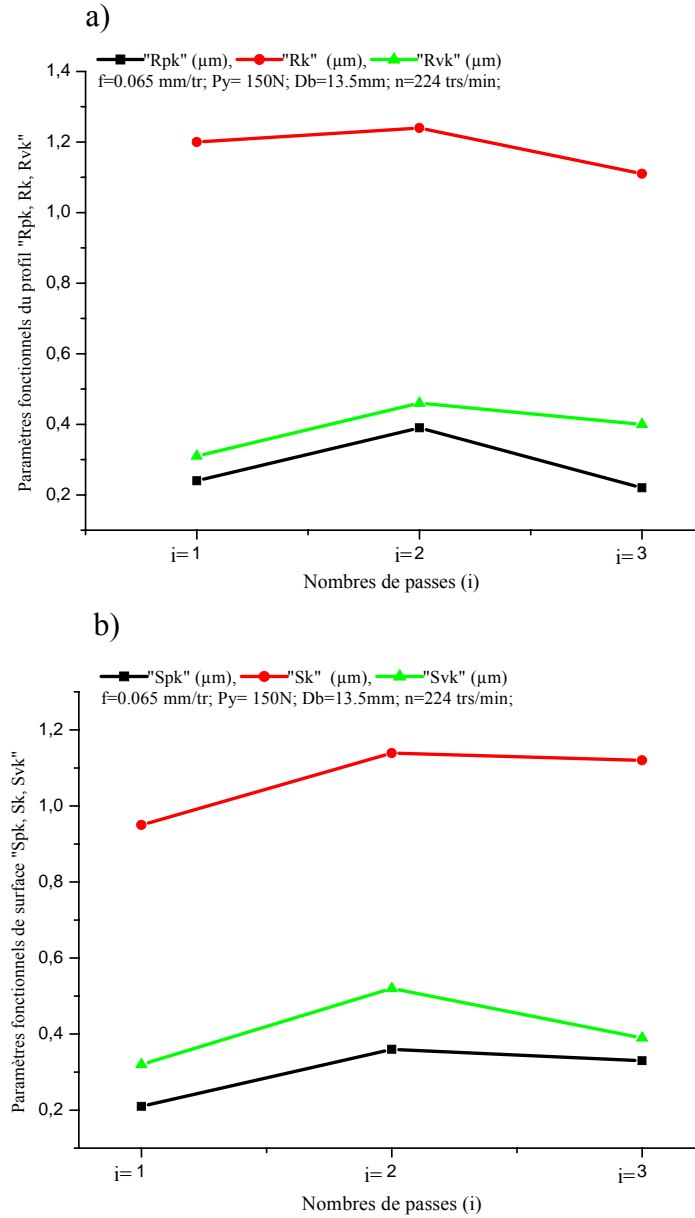 a)
"Rpk" (µm), "Rk" (µm), "Rvk" (µm)
f=0.065 mm/tr; Py= 150N; Db=13.5mm; n=224 trs/min;
Paramètres fonctionnels du profil "Rpk, Rk, Rvk"
1,4
1,2
1,0
0,8
0,6
0,4
0,2
i= 1 i= 2 i= 3
Nombres de passes (i)
b)
"Spk" (µm), "Sk" (µm), "Svk" (µm)
f=0.065 mm/tr; Py= 150N; Db=13.5mm; n=224 trs/min;
Paramètres fonctionnels de surface "Spk, Sk, Svk"
1,2
1,0
0,8
0,6
0,4
0,2
i= 1 i= 2 i= 3
Nombres de passes (i)